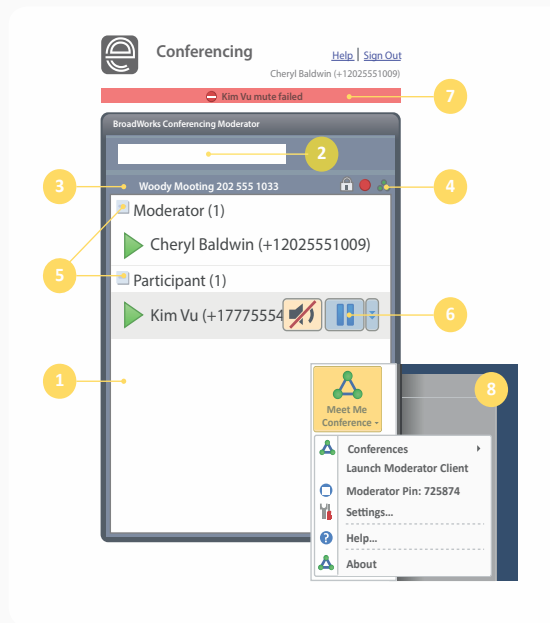 Conferencing
Help | Sign Out
Cheryl Baldwin (+12025551009)
Kim Vu mute failed
7
BroadWorks Conferencing Moderator
2
3
Woody Mooting 202 555 1033
4
Moderator (1)
Cheryl Baldwin (+12025551009)
5
Participant (1)
Kim Vu (+17775554
6
1
8
Meet Me
Conference
Conferences
Launch Moderator Client
Moderator Pin: 725874
Settings...
Help...
About